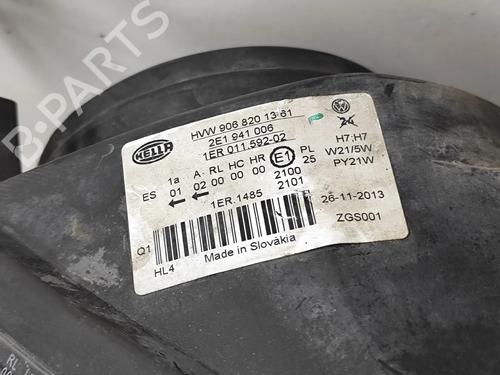 B-PARTS
HVW 906 820 13 61
2E1 941 006
1ER 011.592-02
HELLA
1a A RL HC HR E1 PL
ES 01 02 00 00 00 25
2100
1ER.1485 2101
Q1
HL4 Made in Slovakia
H7:H7
W21/5W
PY21W
26-11-2013
ZGS001